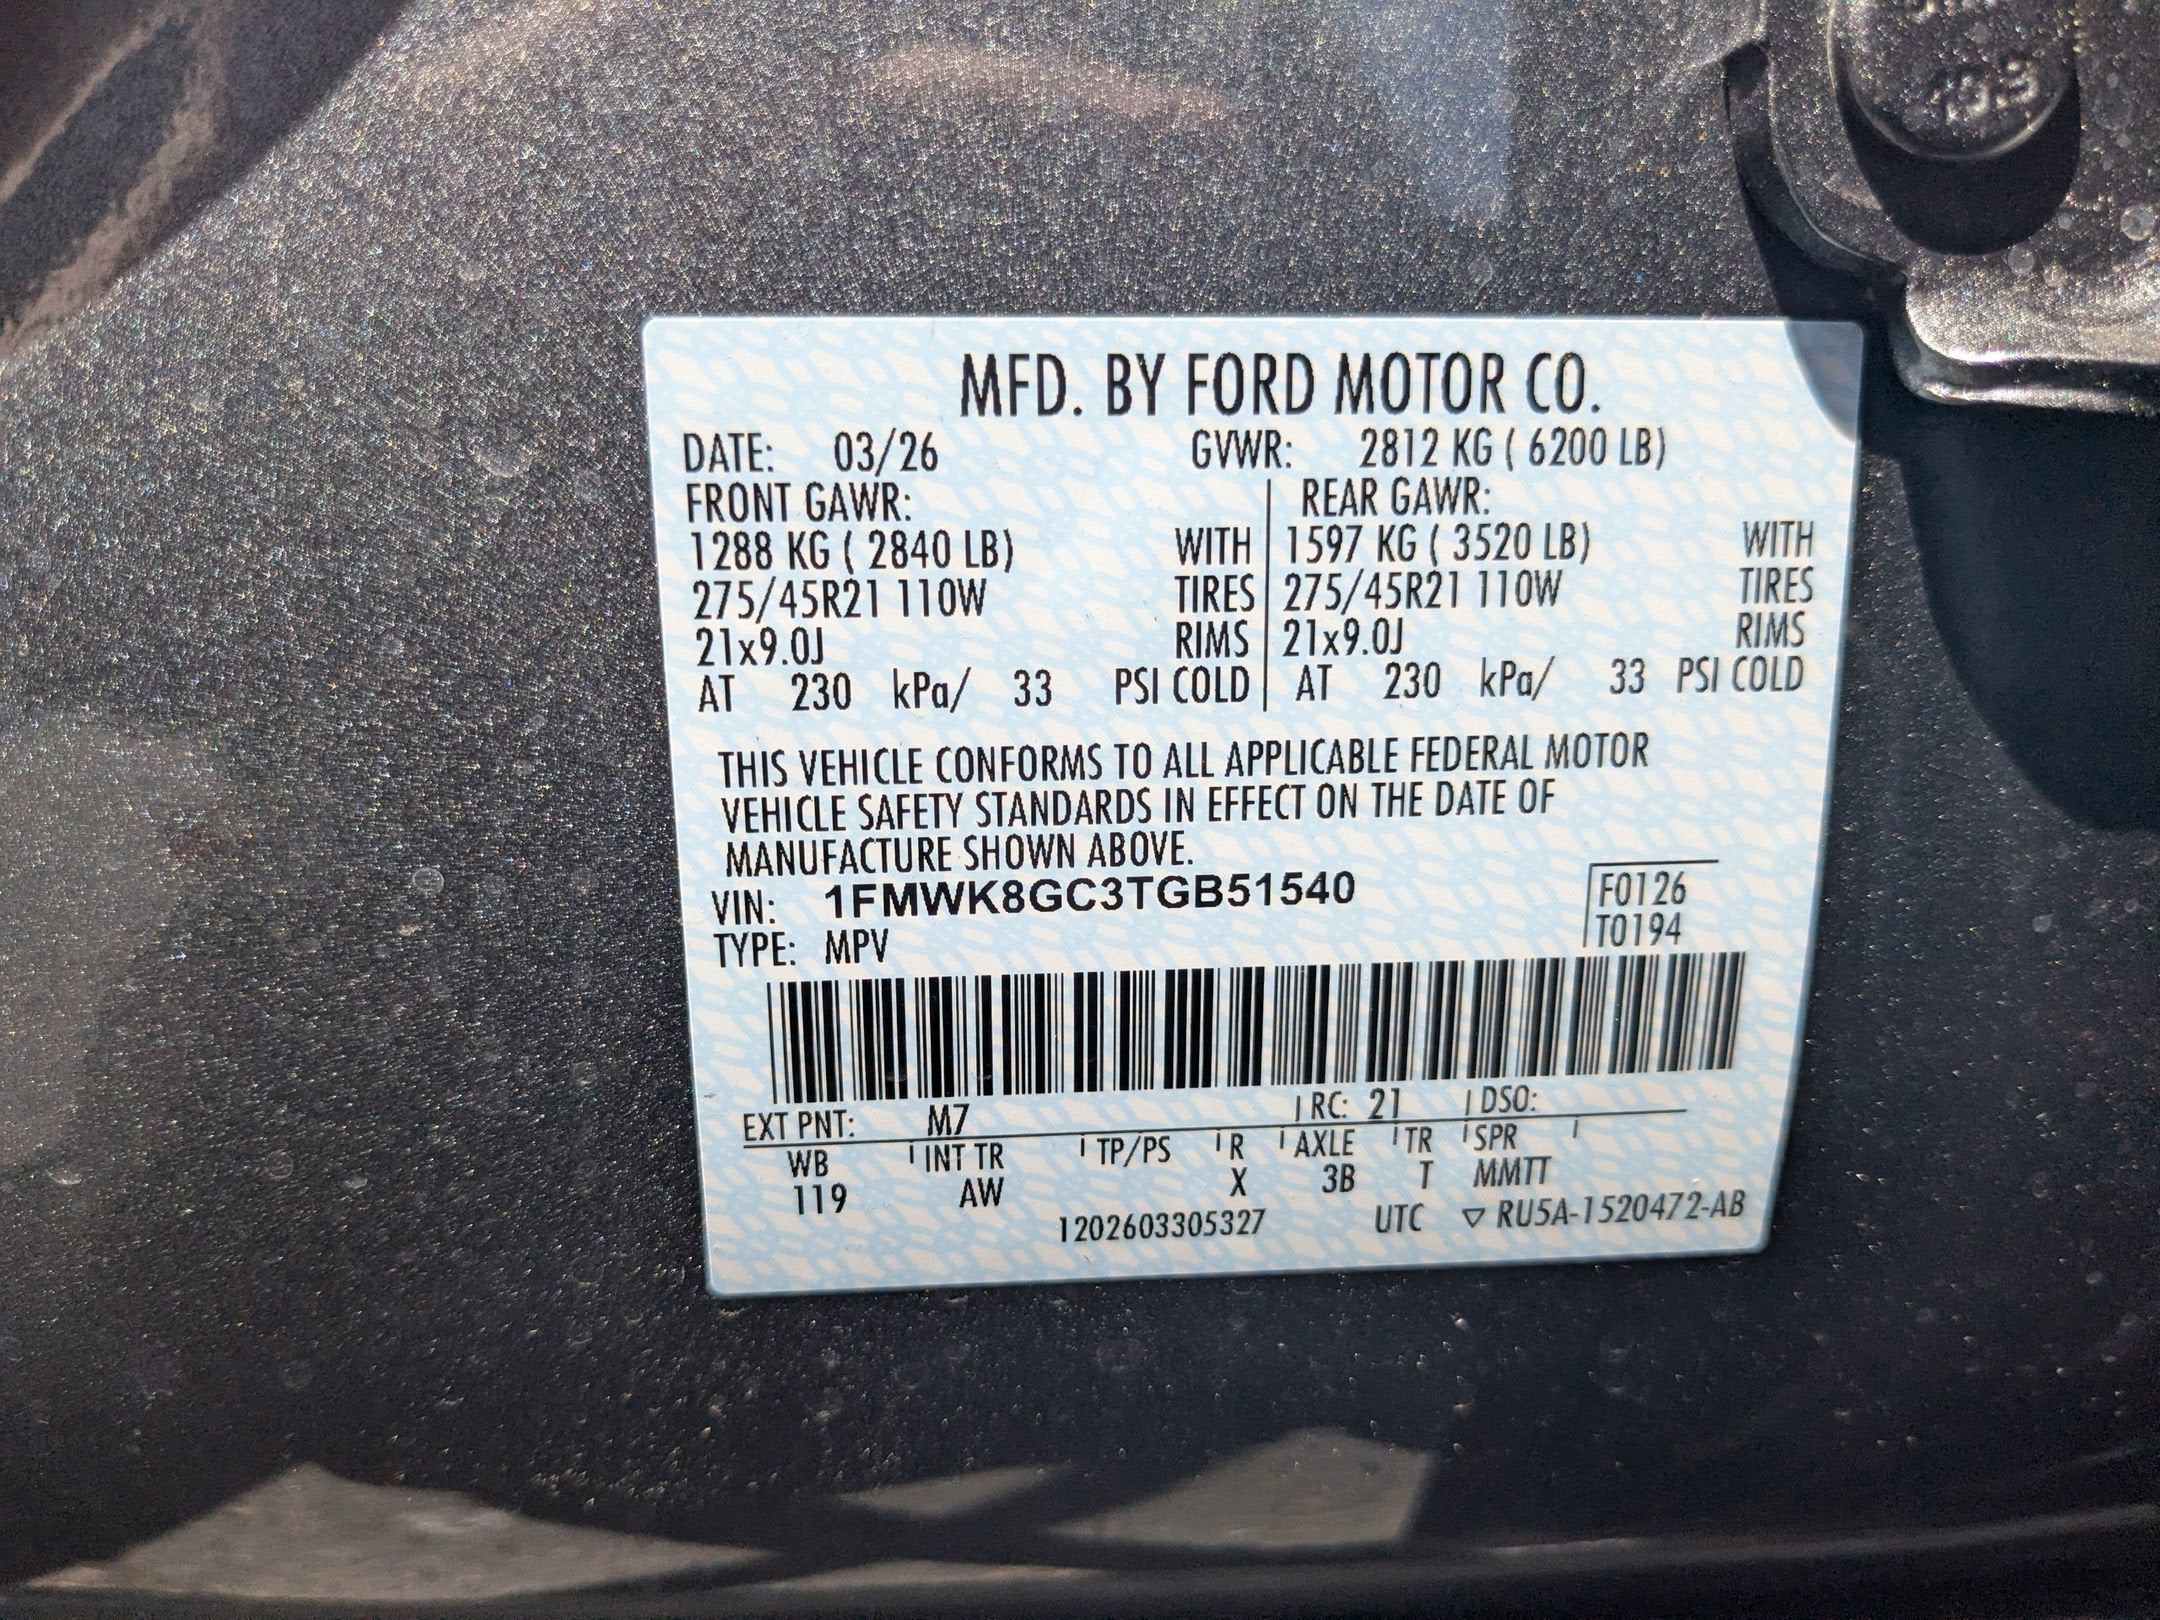 MFD. BY FORD MOTOR CO.
DATE: 03/26 GVWR: 2812 KG ( 6200 LB)
FRONT GAWR: REAR GAWR:
1288 KG ( 2840 LB) WITH 1597 KG ( 3520 LB) WITH
275/45R21 110W TIRES 275/45R21 110W TIRES
21x9.0J RIMS 21x9.0J RIMS
AT 230 kPa/ 33 PSI COLD AT 230 kPa/ 33 PSI COLD
THIS VEHICLE CONFORMS TO ALL APPLICABLE FEDERAL MOTOR
VEHICLE SAFETY STANDARDS IN EFFECT ON THE DATE OF
MANUFACTURE SHOWN ABOVE.
VIN: 1FMWK8GC3TGB51540 F0126
TYPE: MPV T0194
EXT PNT: M7 RC: 21 DSO:
WB INT TR TP/PS R AXLE TR SPR
119 AW X 3B T MMTT
1202603305327 UTC ▽ RU5A-1520472-AB